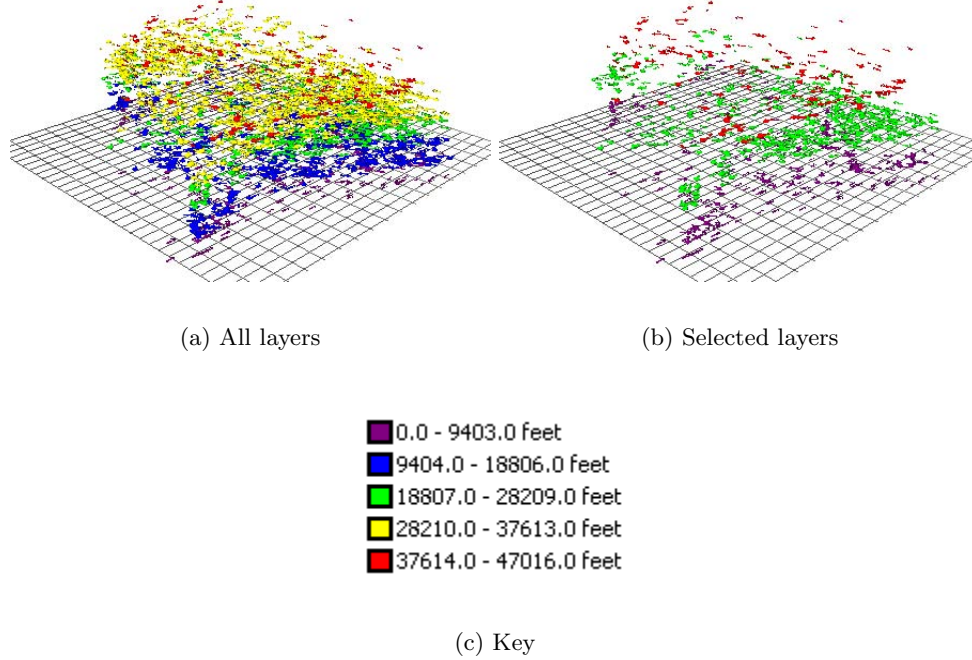 (a) All layers
(b) Selected layers
0.0 - 9403.0 feet
9404.0 - 18806.0 feet
18807.0 - 28209.0 feet
28210.0 - 37613.0 feet
37614.0 - 47016.0 feet
(c) Key